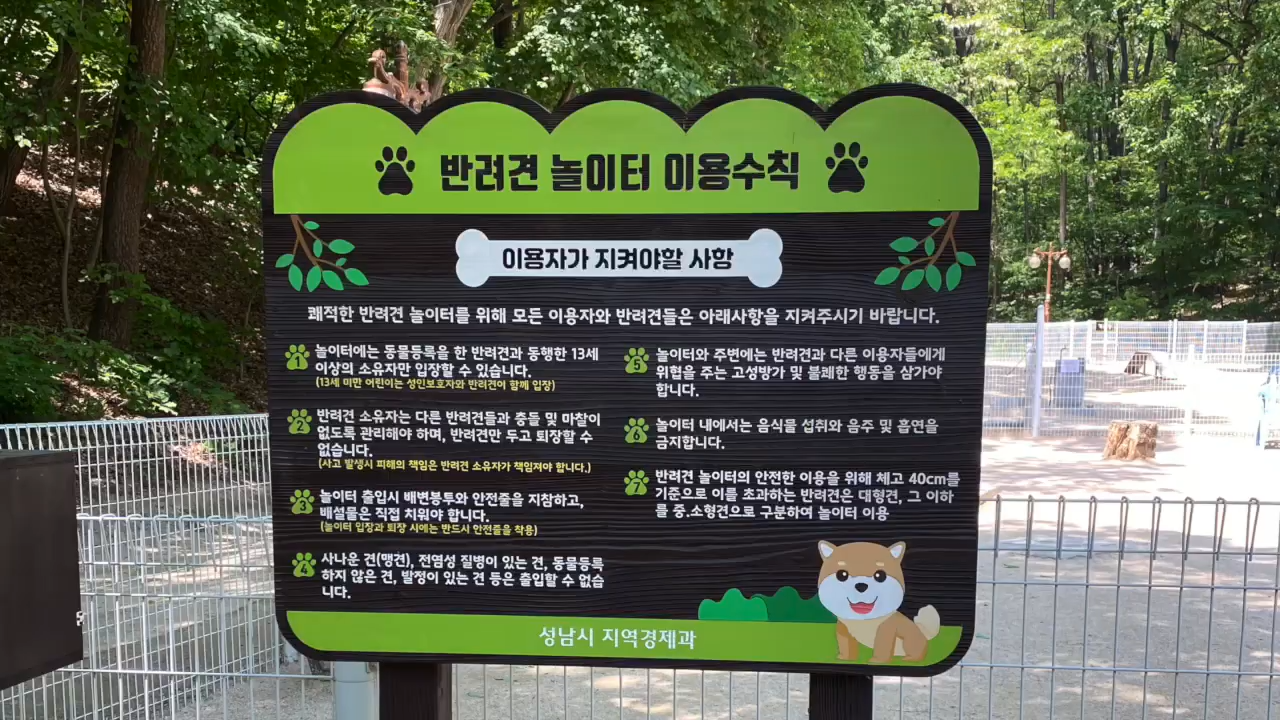 반려견 놀이터 이용수칙
이용자가 지켜야할 사항
쾌적한 반려견 놀이터를 위해 모든 이용자와 반려견들은 아래사항을 지켜주시기 바랍니다.
1 놀이터에는 동물등록을 한 반려견과 동행한 13세
이상의 소유자만 입장할 수 있습니다.
(13세 미만 어린이는 성인보호자와 반려견이 함께 입장)
2 반려견 소유자는 다른 반려견들과 충돌 및 마찰이
없도록 관리해야 하며, 반려견만 두고 퇴장할 수
없습니다.
(사고 발생시 피해의 책임은 반려견 소유자가 책임져야 합니다.)
3 놀이터 출입시 배변봉투와 안전줄을 지참하고,
배설물은 직접 치워야 합니다.
(놀이터 입장과 퇴장 시에는 반드시 안전줄을 착용)
4 사나운 견(맹견), 전염성 질병이 있는 견, 동물등록
하지 않은 견, 발정이 있는 견 등은 출입할 수 없습
니다.
5 놀이터와 주변에는 반려견과 다른 이용자들에게
위협을 주는 고성방가 및 불쾌한 행동을 삼가야
합니다.
6 놀이터 내에서는 음식물 섭취와 음주 및 흡연을
금지합니다.
7 반려견 놀이터의 안전한 이용을 위해 체고 40cm를
기준으로 이를 초과하는 반려견은 대형견, 그 이하
를 중.소형견으로 구분하여 놀이터 이용
성남시 지역경제과